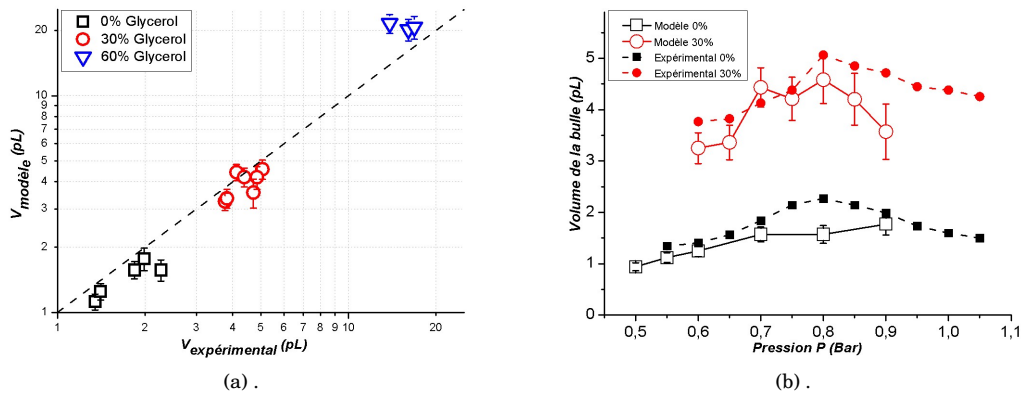 25
20
10
9
8
7
6
5
4
3
2
1
V modèle (pL)
0% Glycerol
30% Glycerol
60% Glycerol
1 2 3 4 5 6 7 8 9 10 20
V expérimental (pL)
(a) .
5
4
3
2
1
0
Volume de la bulle (pL)
Modèle 0%
Modèle 30%
Expérimental 0%
Expérimental 30%
0,5 0,6 0,7 0,8 0,9 1,0 1,1
Pression P (Bar)
(b) .